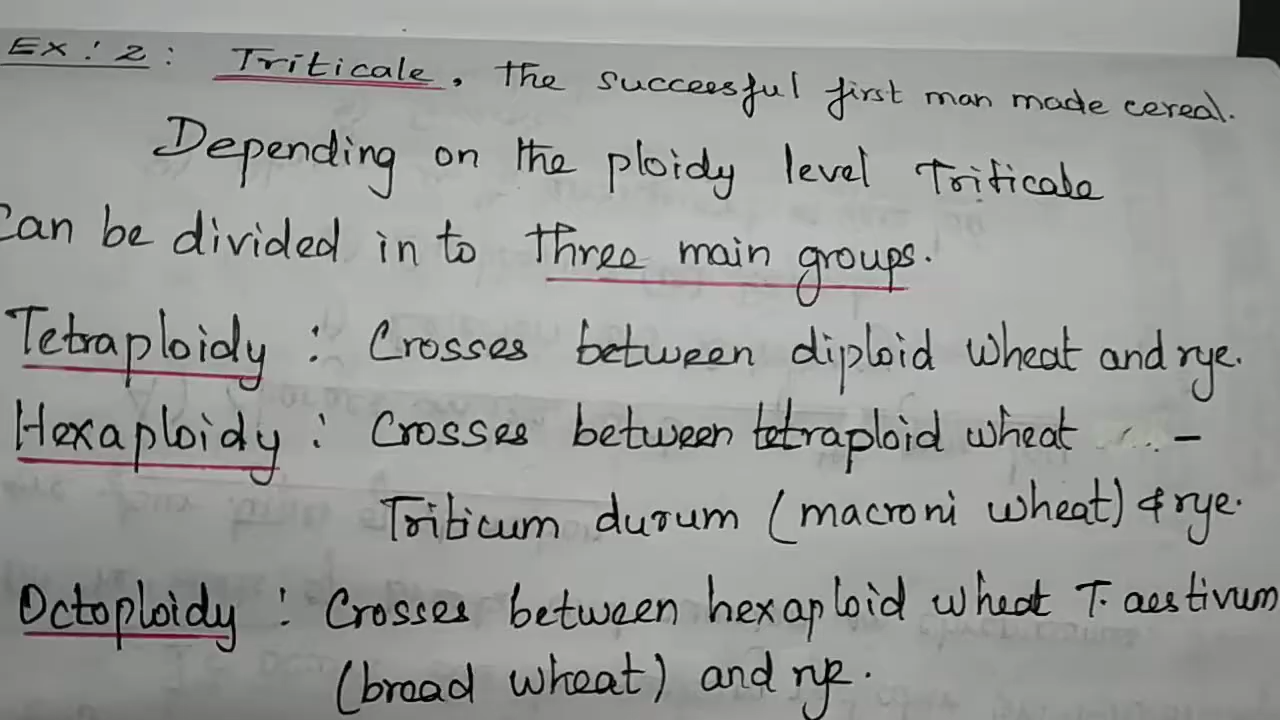 Ex: 2: Triticale, The successful first man made cereal.
Depending on the ploidy level Triticale
Can be divided in to three main groups.
Tetraploidy: Crosses between diploid wheat and rye.
Hexaploidy: Crosses between tetraploid wheat -
Triticum durum (macroni wheat) & rye.
Octoploidy: Crosses between hexaploid wheat T. aestivum
(bread wheat) and rye.